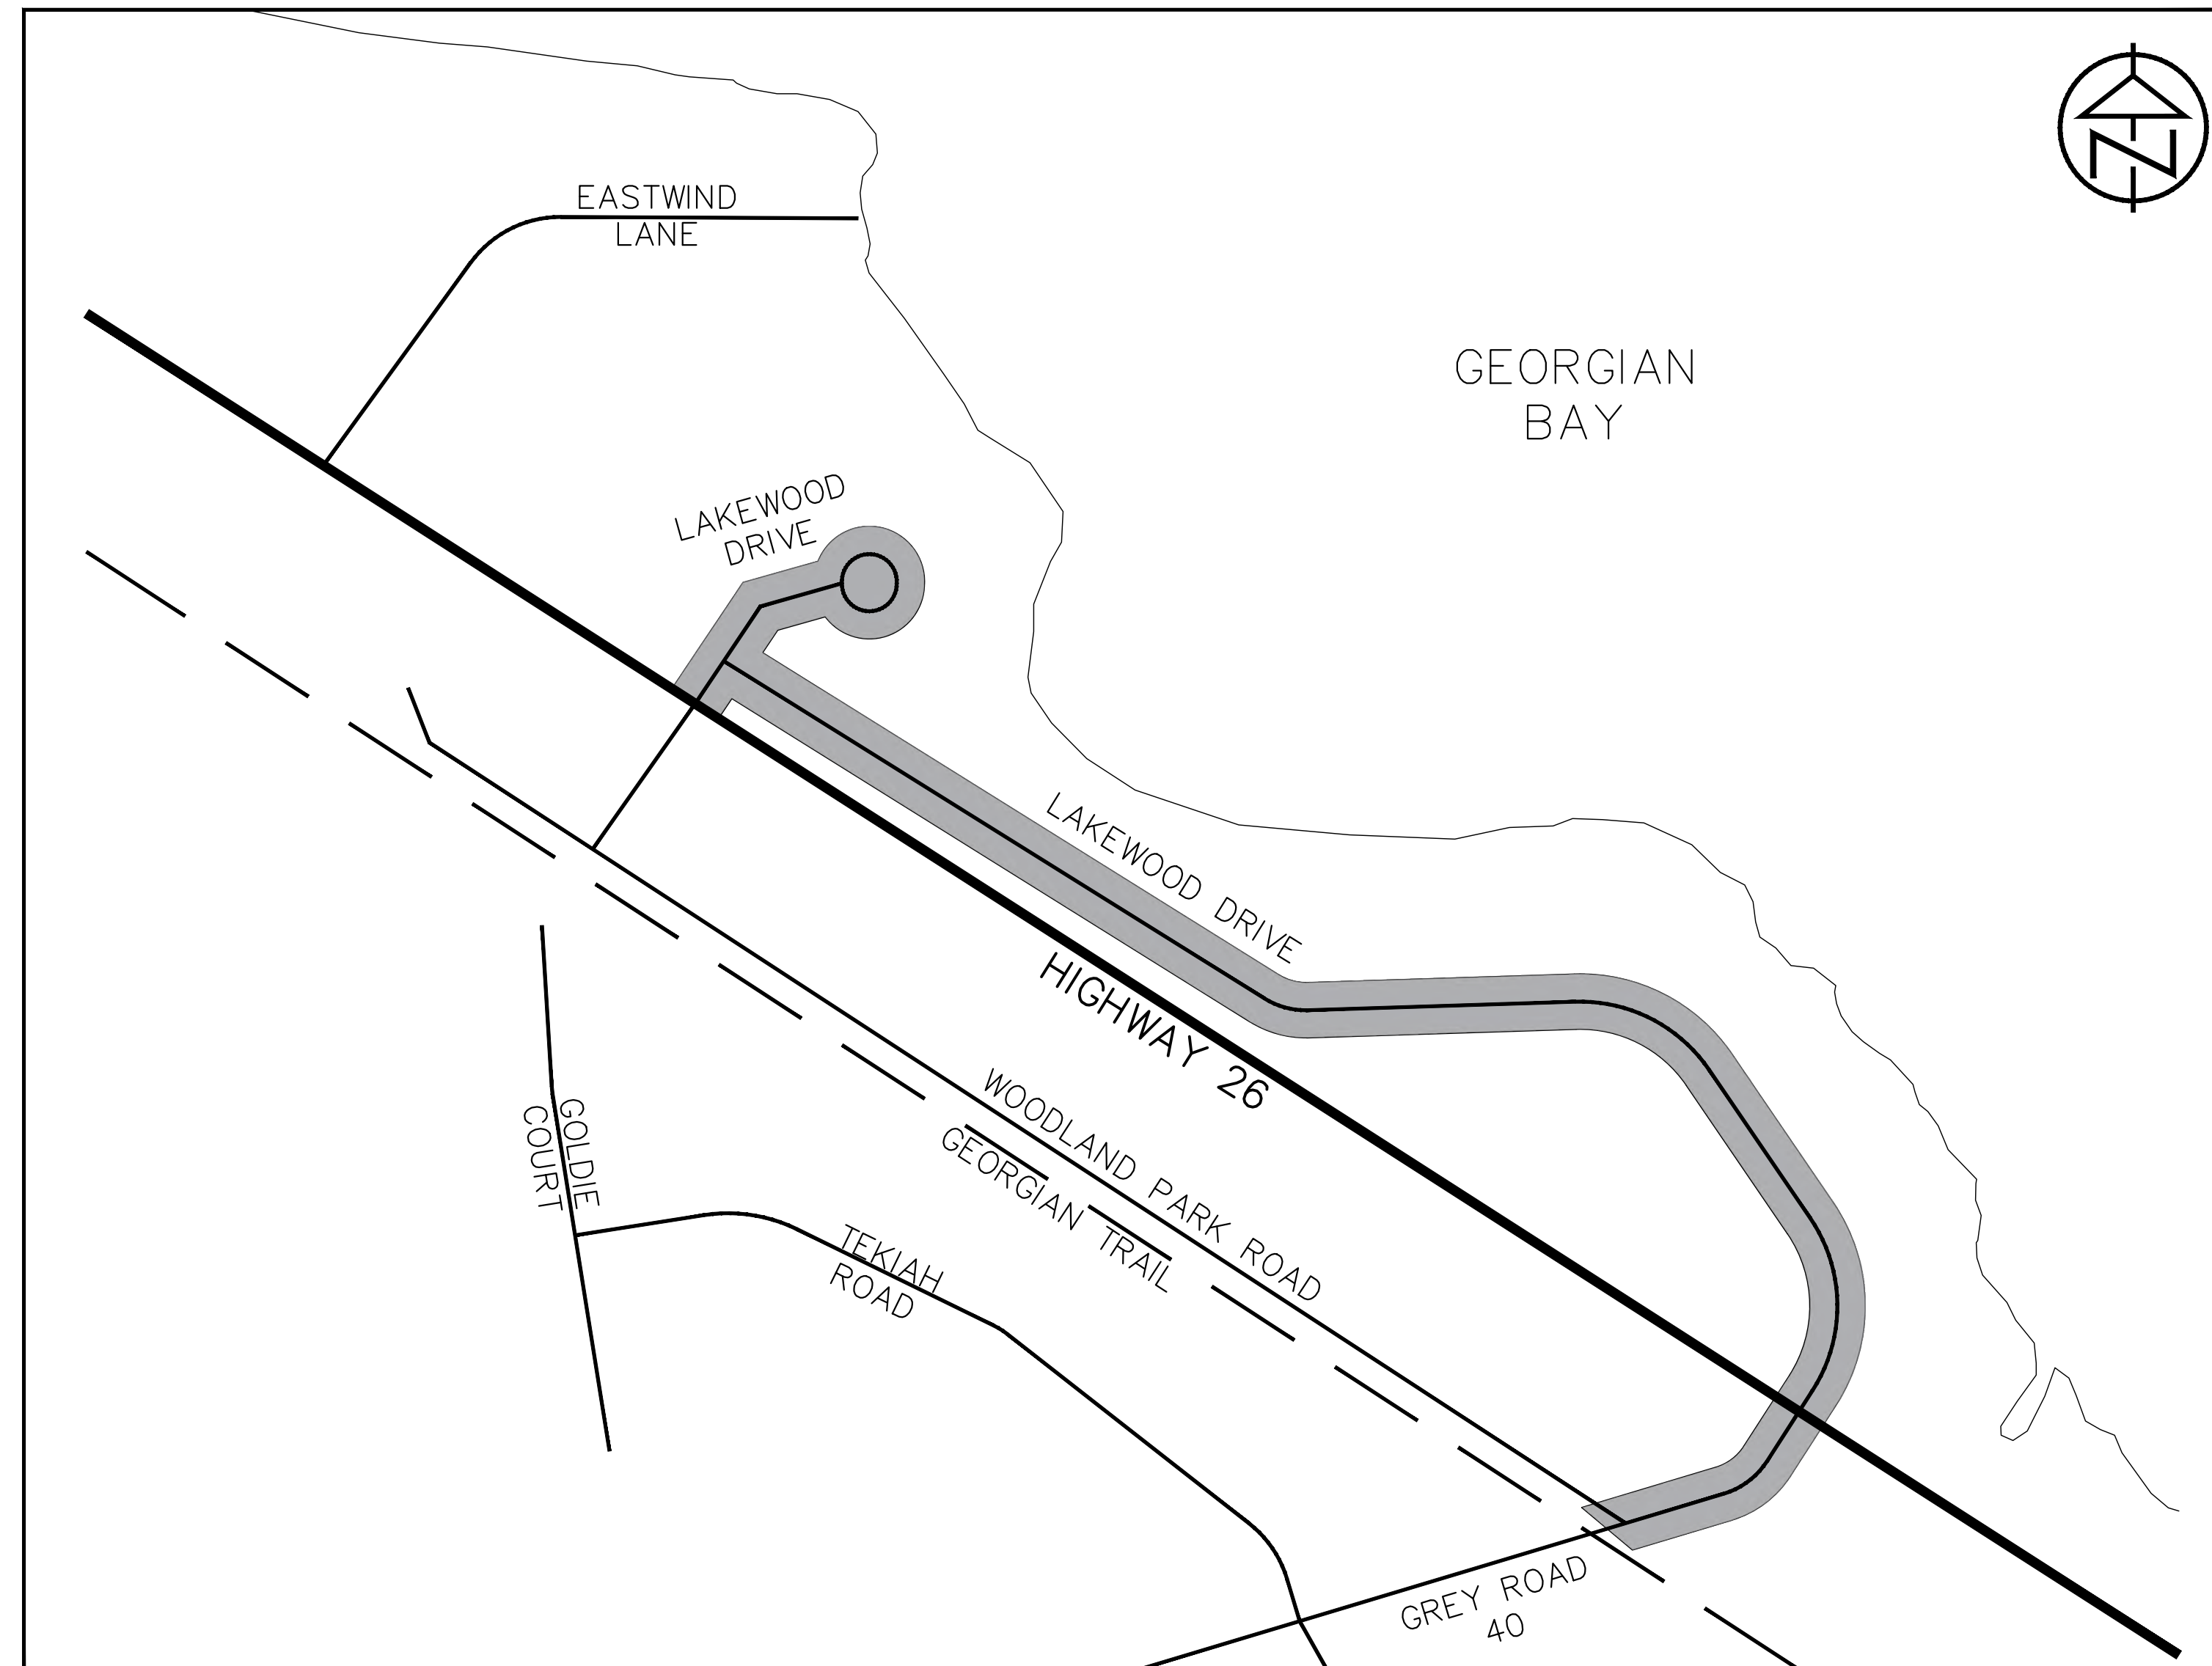 N
EASTWIND
LANE
GEORGIAN
BAY
LAKEWOOD
DRIVE
LAKEWOOD DRIVE
HIGHWAY 26
WOODLAND PARK ROAD
GEORGIAN TRAIL
GOLDIE
COURT
TEKIAH
ROAD
GREY ROAD
40